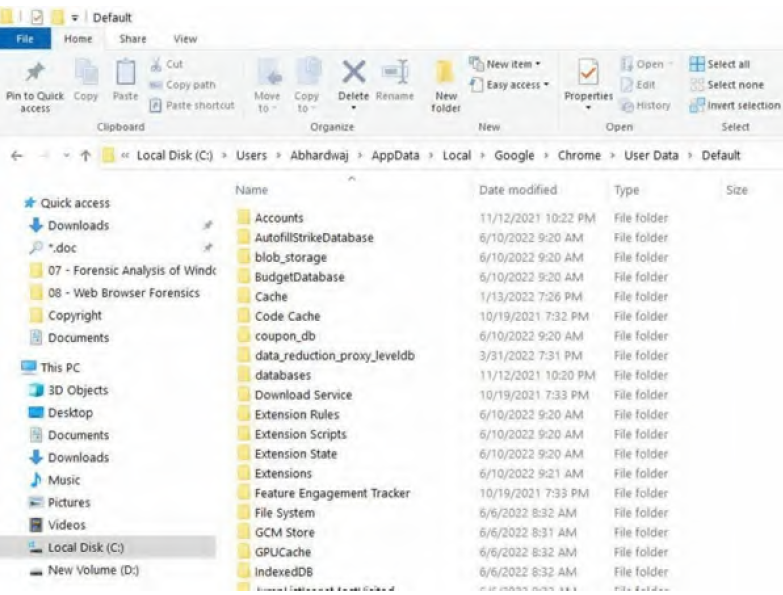 Default
File Home Share View
Pin to Quick access
Copy
Paste
Cut
Copy path
Paste shortcut
Clipboard
Move to
Copy to
Delete
Rename
Organize
New folder
New item
Easy access
New
Properties
Open
Edit
History
Open
Select all
Select none
Invert selection
Select
« Local Disk (C:) › Users › Abhardwaj › AppData › Local › Google › Chrome › User Data › Default
Quick access
Downloads
*.doc
07 - Forensic Analysis of Windc
08 - Web Browser Forensics
Copyright
Documents
This PC
3D Objects
Desktop
Documents
Downloads
Music
Pictures
Videos
Local Disk (C:)
New Volume (D:)
Name Date modified Type Size
Accounts 11/12/2021 10:22 PM File folder
AutofillStrikeDatabase 6/10/2022 9:20 AM File folder
blob_storage 6/10/2022 9:20 AM File folder
BudgetDatabase 6/10/2022 9:20 AM File folder
Cache 1/13/2022 7:26 PM File folder
Code Cache 10/19/2021 7:32 PM File folder
coupon_db 6/10/2022 9:20 AM File folder
data_reduction_proxy_leveldb 3/31/2022 7:31 PM File folder
databases 11/12/2021 10:20 PM File folder
Download Service 10/19/2021 7:33 PM File folder
Extension Rules 6/10/2022 9:20 AM File folder
Extension Scripts 6/10/2022 9:20 AM File folder
Extension State 6/10/2022 9:20 AM File folder
Extensions 6/10/2022 9:21 AM File folder
Feature Engagement Tracker 10/19/2021 7:33 PM File folder
File System 6/6/2022 8:32 AM File folder
GCM Store 6/6/2022 8:31 AM File folder
GPUCache 6/6/2022 8:32 AM File folder
IndexedDB 6/6/2022 8:32 AM File folder